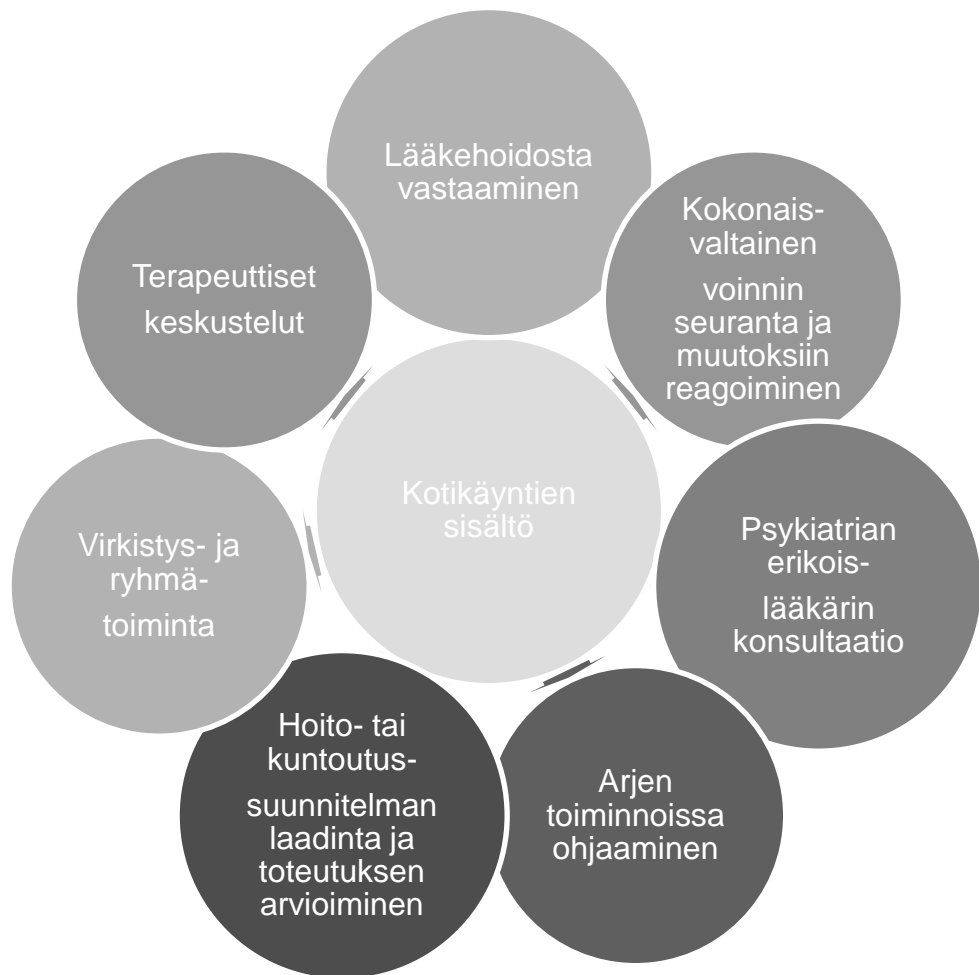 Lääkehoidosta
vastaaminen
Kokonais-
valtainen
voinnin
seuranta ja
muutoksiin
reagoiminen
Psykiatrian
erikois-
lääkärin
konsultaatio
Arjen
toiminnoissa
ohjaaminen
Hoito- tai
kuntoutus-
suunnitelman
laadinta ja
toteutuksen
arvioiminen
Virkistys- ja
ryhmä-
toiminta
Terapeuttiset
keskustelut
Kotikäyntien
sisältö